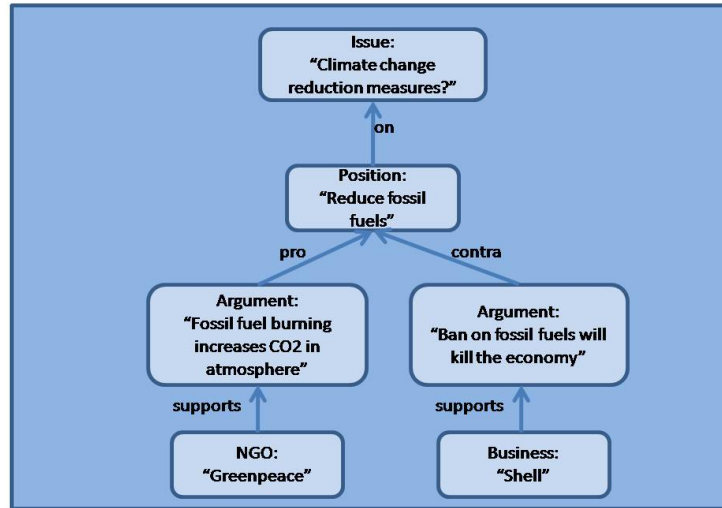 Issue:
“Climate change
reduction measures?”
on
Position:
“Reduce fossil
fuels”
pro
contra
Argument:
“Fossil fuel burning
increases CO2 in
atmosphere”
Argument:
“Ban on fossil fuels will
kill the economy”
supports
supports
NGO:
“Greenpeace”
Business:
“Shell”